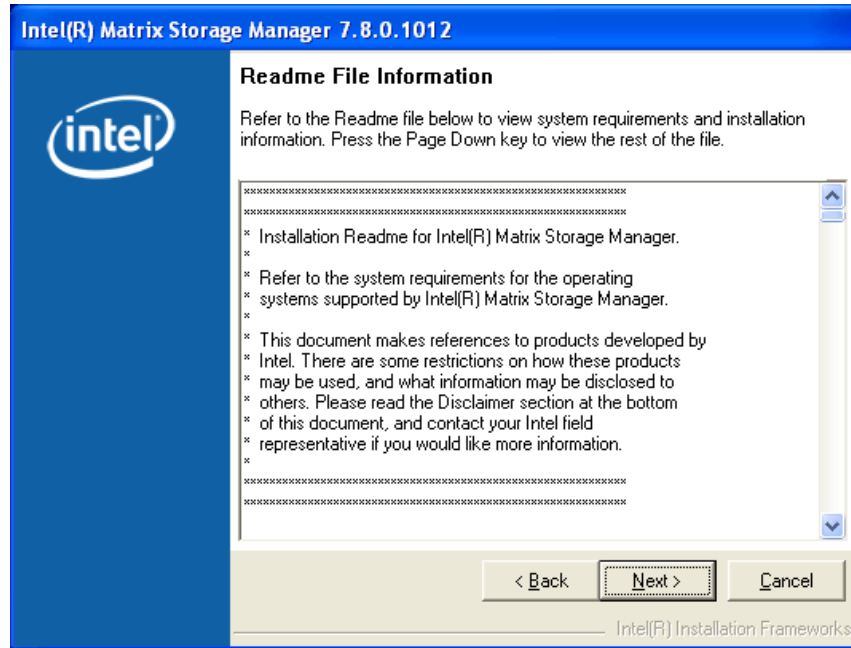 Intel(R) Matrix Storage Manager 7.8.0.1012
intel
Readme File Information
Refer to the Readme file below to view system requirements and installation
information. Press the Page Down key to view the rest of the file.
************************************************************
************************************************************
* Installation Readme for Intel(R) Matrix Storage Manager.
*
* Refer to the system requirements for the operating
* systems supported by Intel(R) Matrix Storage Manager.
*
* This document makes references to products developed by
* Intel. There are some restrictions on how these products
* may be used, and what information may be disclosed to
* others. Please read the Disclaimer section at the bottom
* of this document, and contact your Intel field
* representative if you would like more information.
*
************************************************************
************************************************************
< Back Next > Cancel
Intel(R) Installation Frameworks